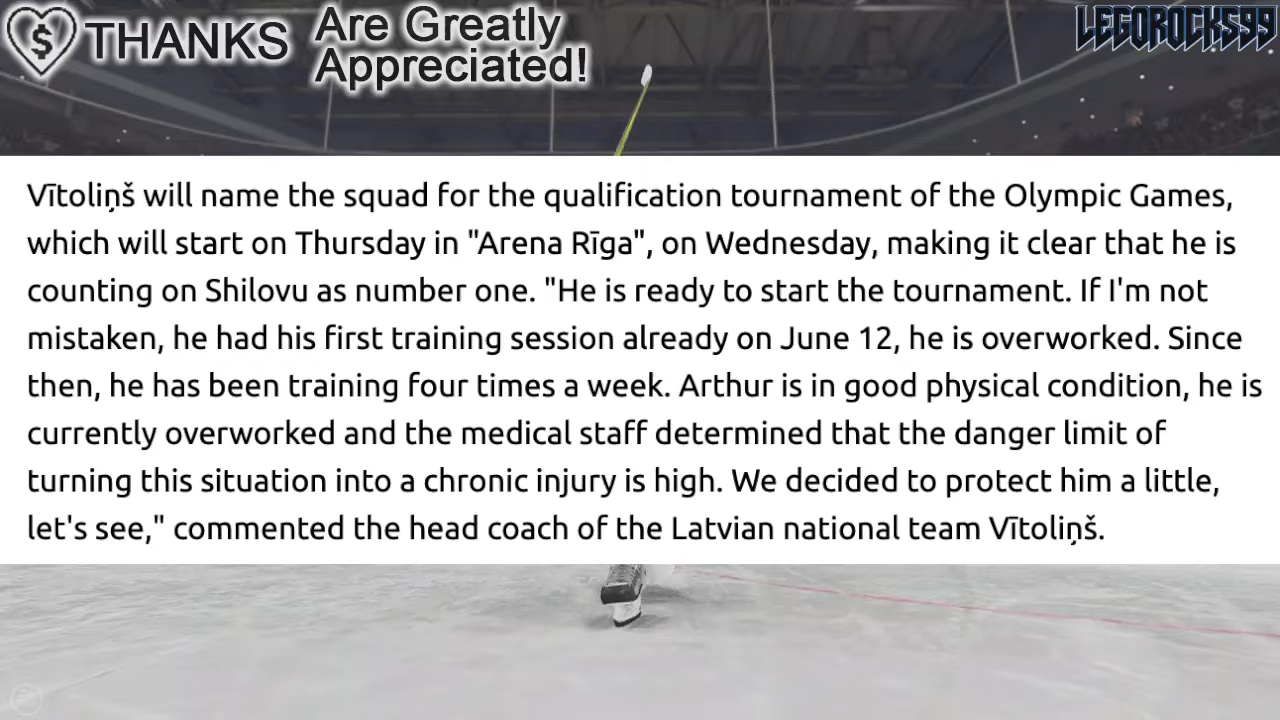 $ THANKS
Are Greatly
Appreciated!
LEGOROCKS99
Vītoliņš will name the squad for the qualification tournament of the Olympic Games,
which will start on Thursday in "Arena Rīga", on Wednesday, making it clear that he is
counting on Shilovu as number one. "He is ready to start the tournament. If I'm not
mistaken, he had his first training session already on June 12, he is overworked. Since
then, he has been training four times a week. Arthur is in good physical condition, he is
currently overworked and the medical staff determined that the danger limit of
turning this situation into a chronic injury is high. We decided to protect him a little,
let's see," commented the head coach of the Latvian national team Vītoliņš.